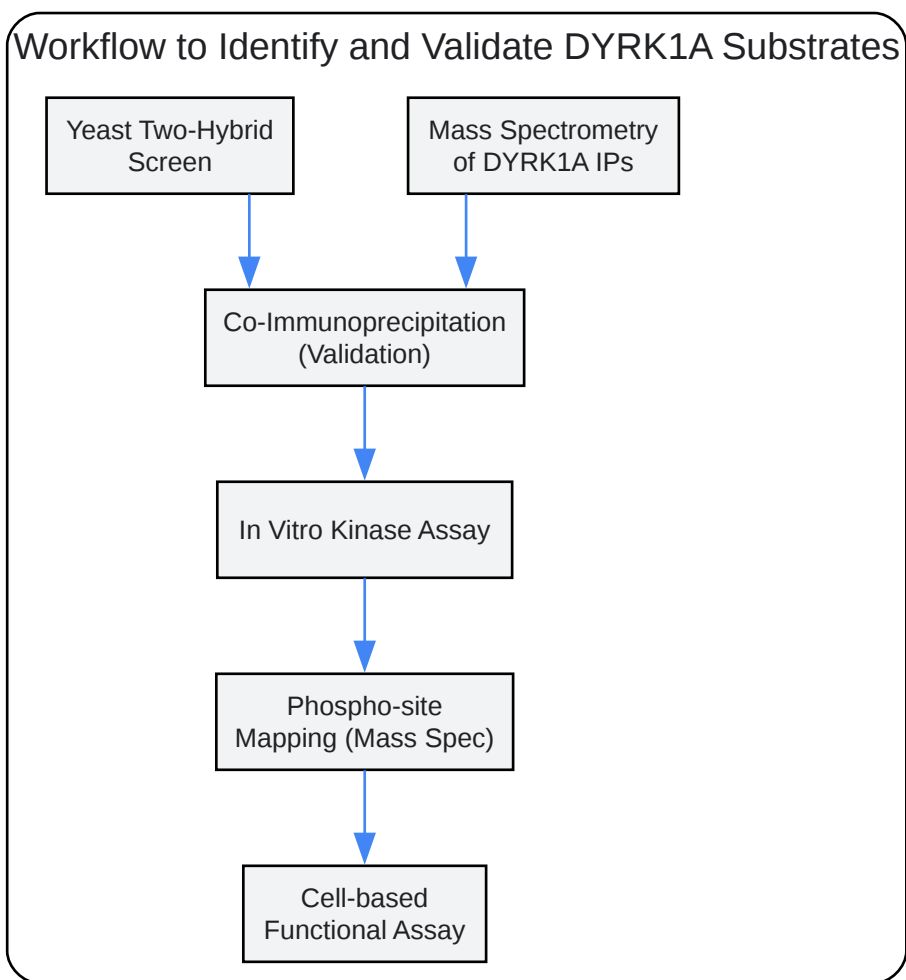 Workflow to Identify and Validate DYRK1A Substrates
Yeast Two-Hybrid
Screen
Mass Spectrometry
of DYRK1A IPs
Co-Immunoprecipitation
(Validation)
In Vitro Kinase Assay
Phospho-site
Mapping (Mass Spec)
Cell-based
Functional Assay